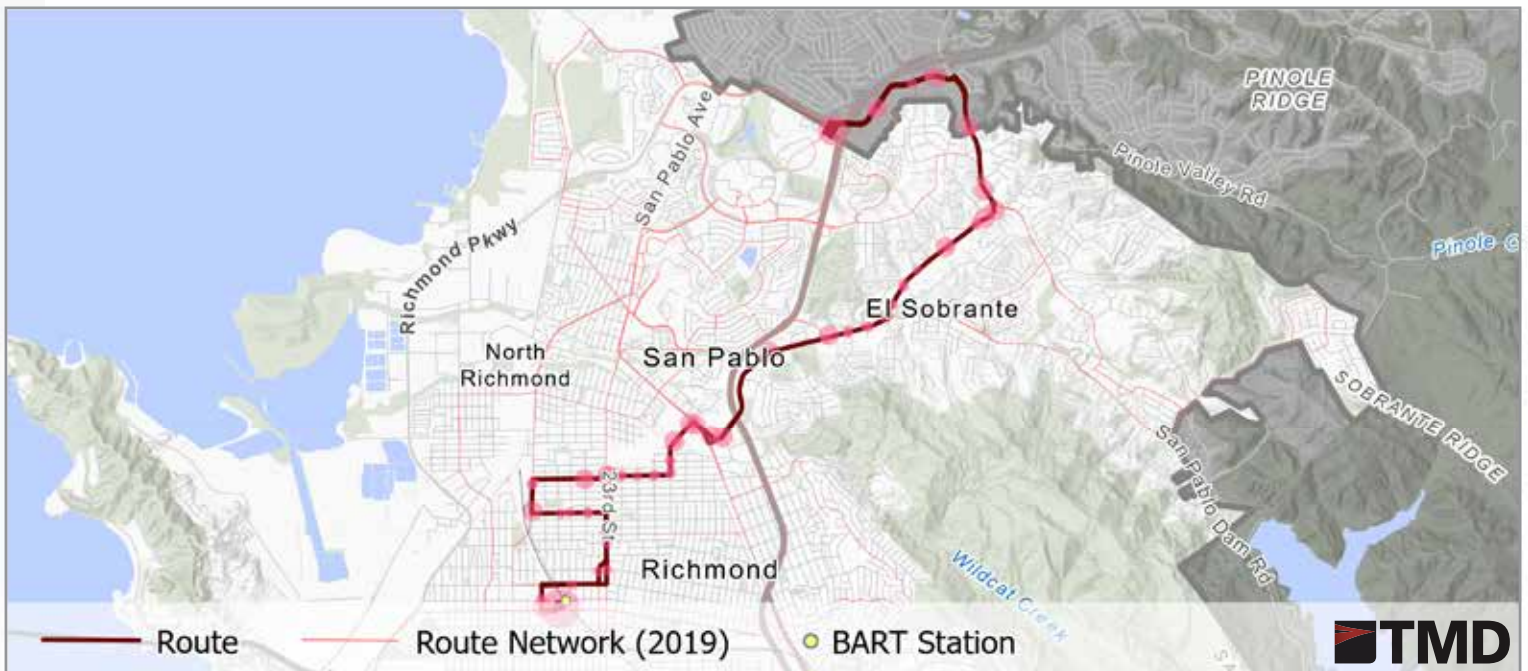 PINOLE
RIDGE
San Pablo Ave
Pinole Valley Rd
Richmond Pkwy
Pinole
El Sobrante
North
Richmond
San Pablo
SOBRANTE RIDGE
San Pablo Dam Rd
23rd St
Richmond
Wildcat Creek
Route
Route Network (2019)
BART Station
TMD